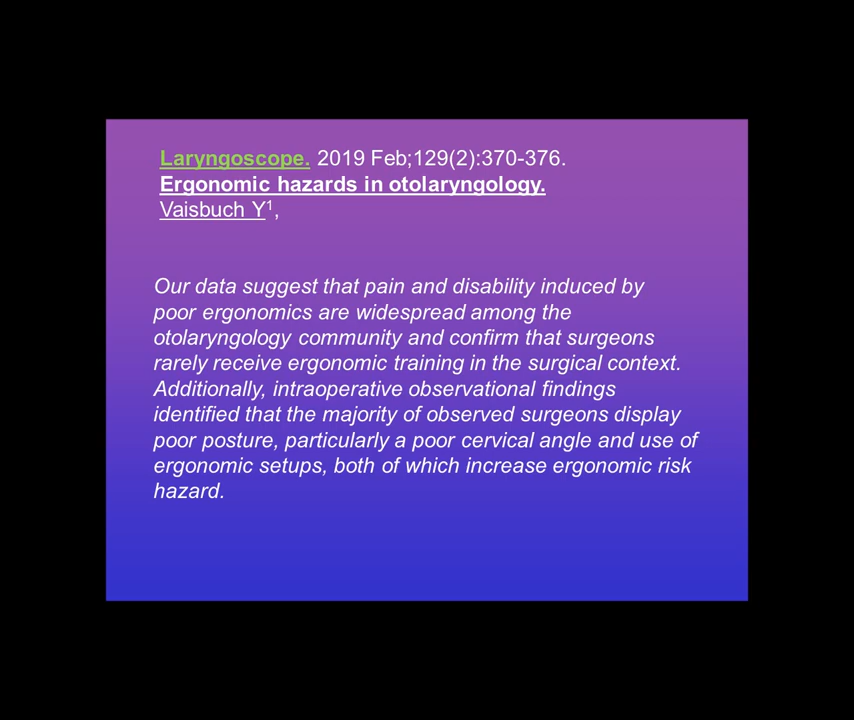 Laryngoscope. 2019 Feb;129(2):370-376.
Ergonomic hazards in otolaryngology.
Vaisbuch Y1,
Our data suggest that pain and disability induced by
poor ergonomics are widespread among the
otolaryngology community and confirm that surgeons
rarely receive ergonomic training in the surgical context.
Additionally, intraoperative observational findings
identified that the majority of observed surgeons display
poor posture, particularly a poor cervical angle and use of
ergonomic setups, both of which increase ergonomic risk
hazard.